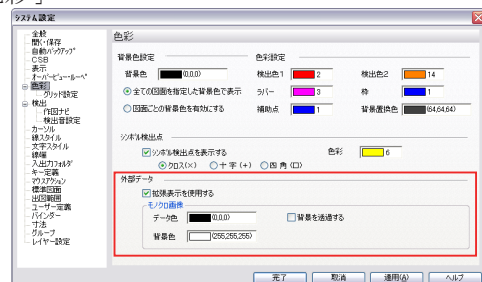 システム設定
全般
開く・保存
自動バックアップ
CSB
表示
オーバービュー・ルーペ
色彩
グリッド設定
検出
作図ナビ
検出音設定
カーソル
線スタイル
文字スタイル
線幅
入出力フォルダ
キー定義
マウスアクション
標準図面
出図範囲
ユーザー定義
バインダー
寸法
グループ
レイヤー設定
色彩
背景色設定
背景色 (0,0,0)
全ての図面を指定した背景色で表示
図面ごとの背景色を有効にする
色彩設定
検出色1 2 検出色2 14
ラバー 3 枠 1
補助点 1 背景置換色 (64,64,64)
シンボル検出点
シンボル検出点を表示する 色彩 6
クロス(×) 十字(+) 四角(□)
外部データ
拡張表示を使用する
モノクロ画像
データ色 (0,0,0) 背景を透過する
背景色 (255,255,255)
完了 取消 適用(A) ヘルプ